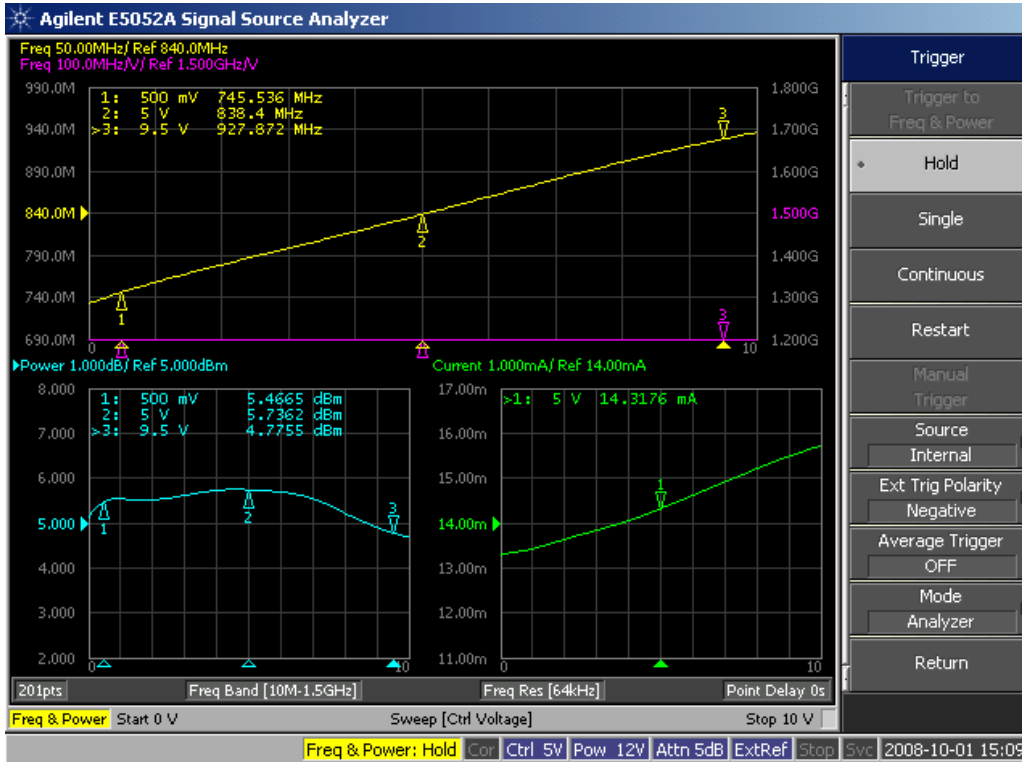 Agilent E5052A Signal Source Analyzer
Freq 50.00MHz/ Ref 840.0MHz
Freq 100.0MHz/V/ Ref 1.500GHz/V
990.0M
1: 500 mV 745.536 MHz
2: 5 V 838.4 MHz
>3: 9.5 V 927.872 MHz
1.800G
940.0M
3
1.700G
890.0M
1.600G
840.0M
2
1.500G
790.0M
1.400G
740.0M
1
1.300G
3
690.0M
0
10
1.200G
Power 1.000dB/ Ref 5.000dBm
8.000
1: 500 mV 5.4665 dBm
2: 5 V 5.7362 dBm
>3: 9.5 V 4.7755 dBm
7.000
6.000
5.000
1
2
3
4.000
3.000
2.000
0
10
Current 1.000mA/ Ref 14.00mA
17.00m
>1: 5 V 14.3176 mA
16.00m
15.00m
1
14.00m
13.00m
12.00m
11.00m
0
10
201pts
Freq Band [10M-1.5GHz]
Freq Res [64kHz]
Point Delay 0s
Freq & Power Start 0 V
Sweep [Ctrl Voltage]
Stop 10 V
Trigger
Trigger to
Freq & Power
Hold
Single
Continuous
Restart
Manual
Trigger
Source
Internal
Ext Trig Polarity
Negative
Average Trigger
OFF
Mode
Analyzer
Return
Freq & Power: Hold Cor Ctrl 5V Pow 12V Attn 5dB ExtRef Stop Svc 2008-10-01 15:09